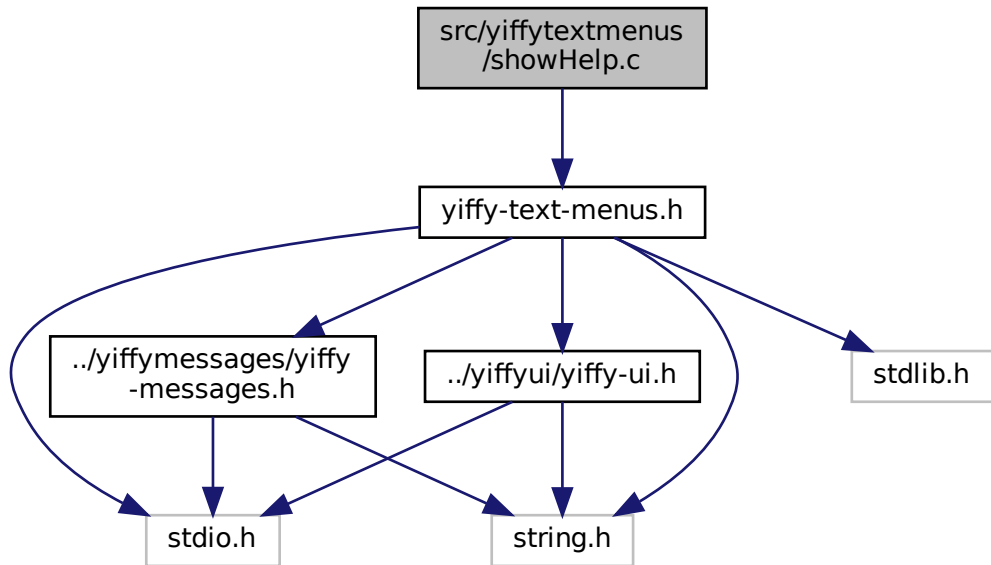 src/yiffytextmenus
/showHelp.c
yiffy-text-menus.h
../yiffymessages/yiffy
-messages.h
../yiffyui/yiffy-ui.h
stdlib.h
stdio.h
string.h